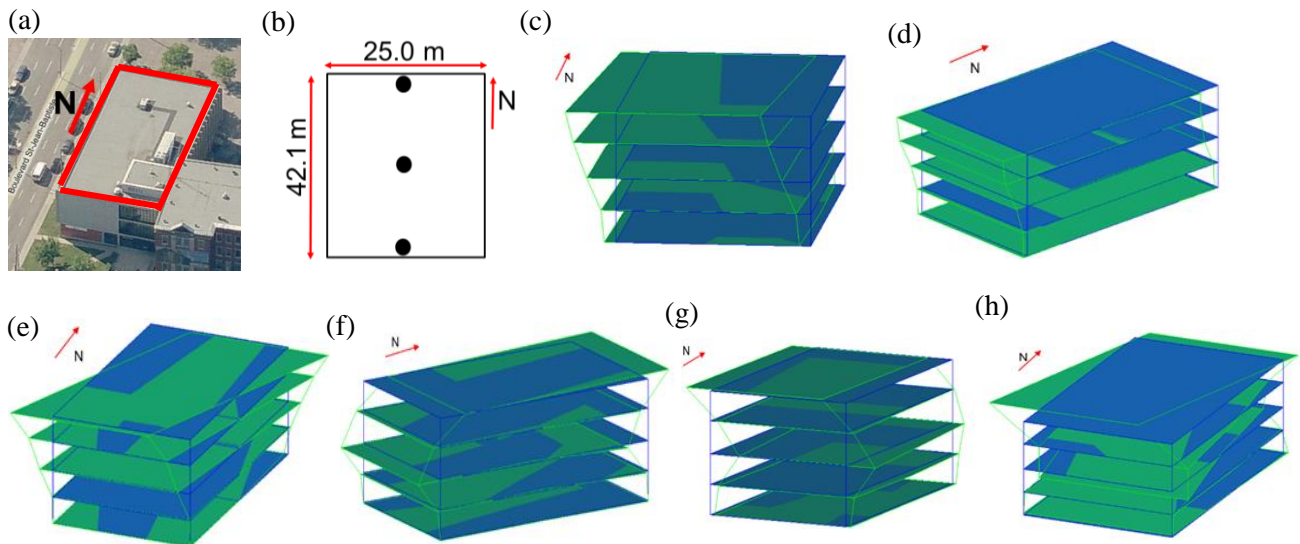 (a)
N
Boulevard St-Jean-Baptiste
(b)
25.0 m
42.1 m
N
(c)
N
(d)
N
(e)
N
(f)
N
(g)
N
(h)
N